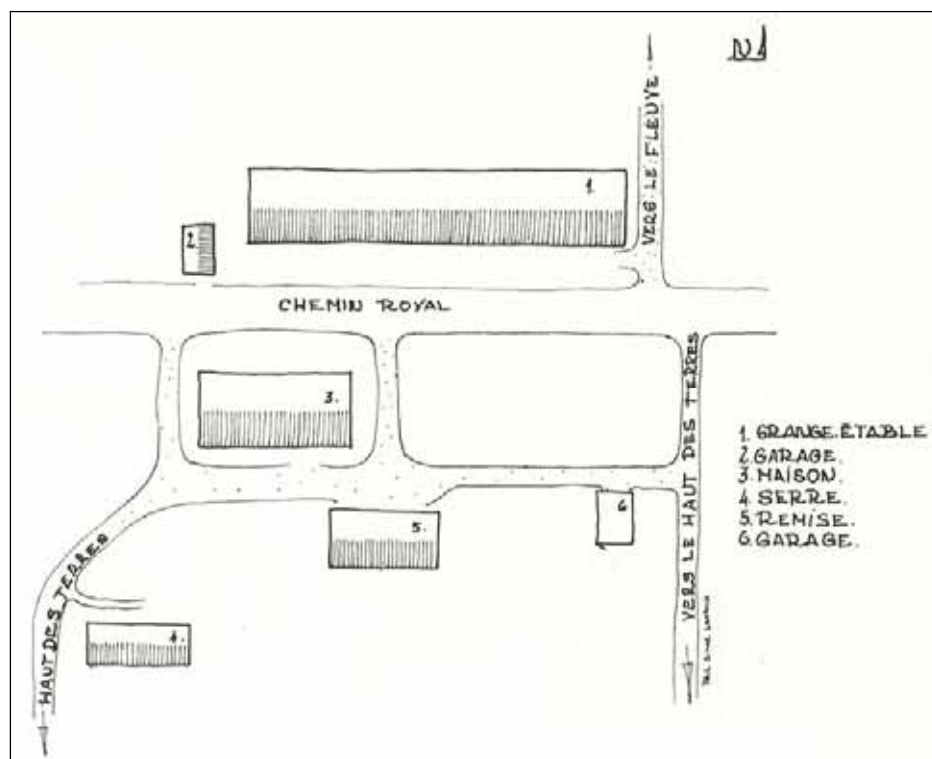 N
VERS LE FLEUVE
1.
2.
CHEMIN ROYAL
3.
1. GRANGE.ÉTABLE
2. GARAGE.
3. MAISON.
4. SERRE.
5. REMISE.
6. GARAGE.
6
5.
4.
HAUT DES TERRES
VERS LE HAUT DES TERRES